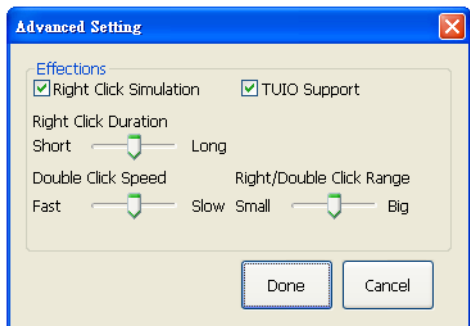 Advanced Setting
Effections
Right Click Simulation TUIO Support
Right Click Duration
Short Long
Double Click Speed Right/Double Click Range
Fast Slow Small Big
Done Cancel